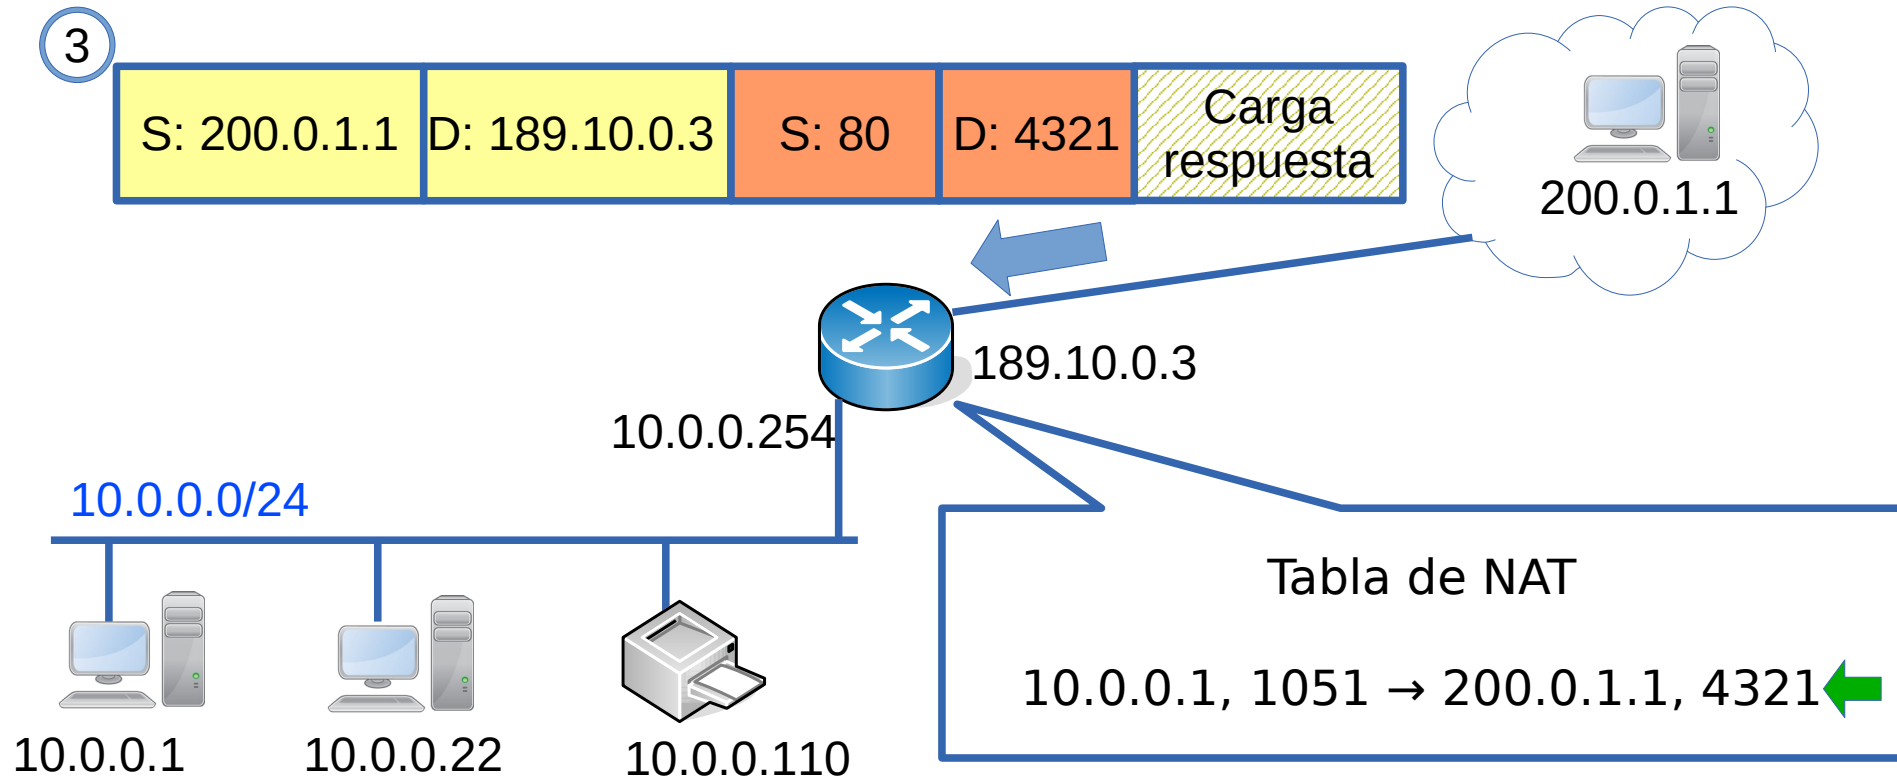 3
S: 200.0.1.1 D: 189.10.0.3 S: 80 D: 4321 Carga
respuesta
200.0.1.1
189.10.0.3
10.0.0.254
10.0.0.0/24
Tabla de NAT
10.0.0.1, 1051 → 200.0.1.1, 4321
10.0.0.1 10.0.0.22 10.0.0.110